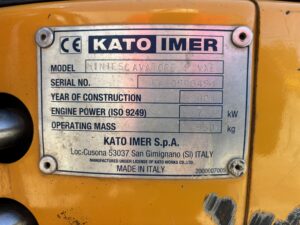 CE KATO IMER
MODEL MINIESCAVATORE
SERIAL NO.
YEAR OF CONSTRUCTION
ENGINE POWER (ISO 9249) kW
OPERATING MASS kg
KATO IMER S.p.A.
Loc.Cusona 53037 San Gimignano (SI) ITALY
MANUFACTURED UNDER LICENSE OF KATO WORKS CO., LTD.
MADE IN ITALY